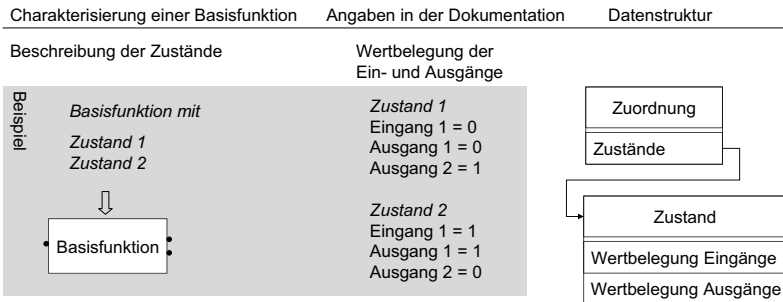 Charakterisierung einer Basisfunktion
Angaben in der Dokumentation
Datenstruktur
Beschreibung der Zustände
Wertbelegung der
Ein- und Ausgänge
Beispiel
Basisfunktion mit
Zustand 1
Zustand 2
Basisfunktion
Zustand 1
Eingang 1 = 0
Ausgang 1 = 0
Ausgang 2 = 1
Zustand 2
Eingang 1 = 1
Ausgang 1 = 1
Ausgang 2 = 0
Zuordnung
Zustände
Zustand
Wertbelegung Eingänge
Wertbelegung Ausgänge